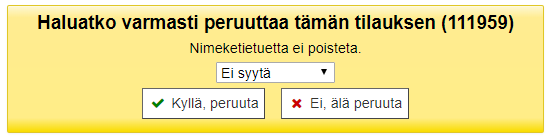 Haluatko varmasti peruuttaa tämän tilauksen (111959)
Nimeketietuetta ei poisteta.
Ei syytä
Kyllä, peruuta
Ei, älä peruuta